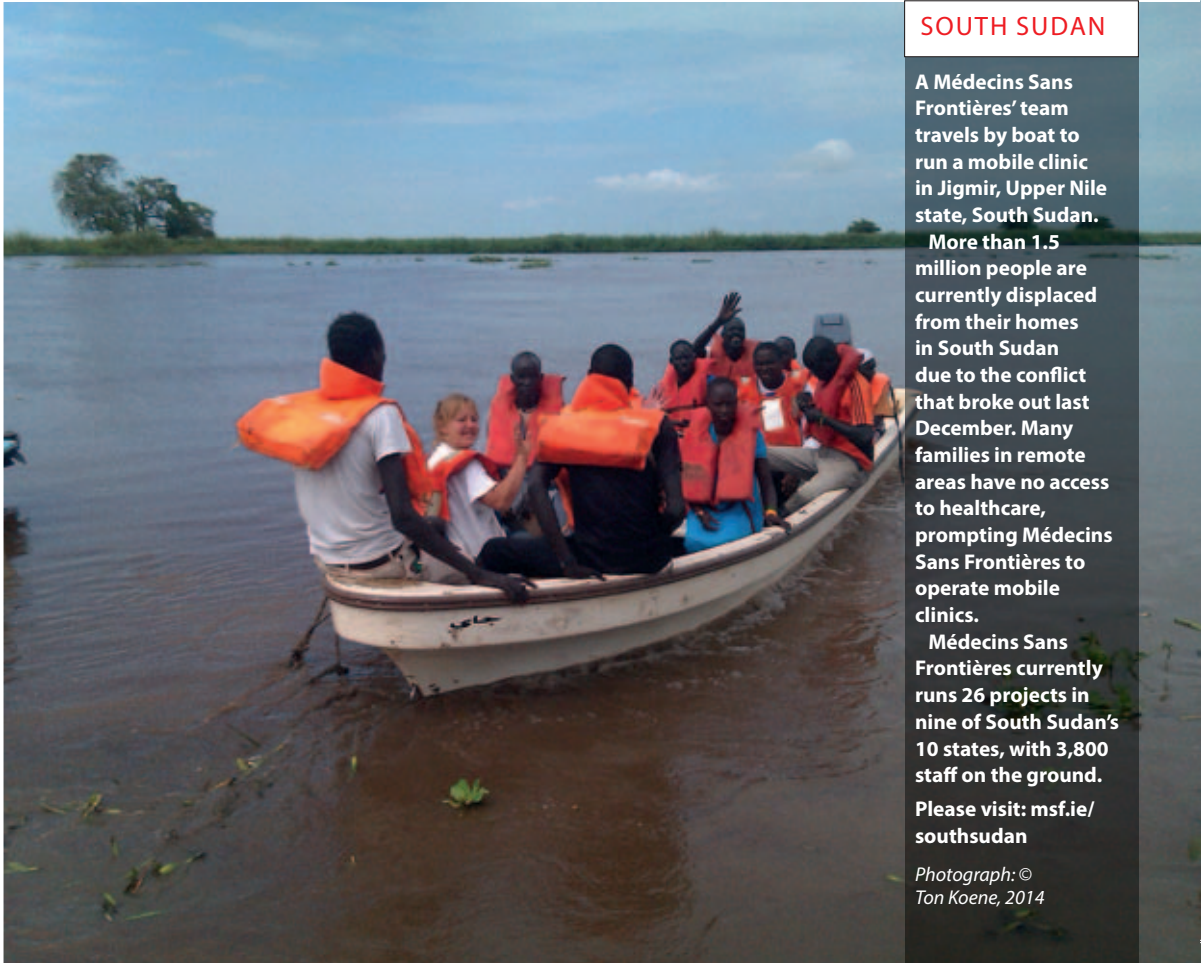 SOUTH SUDAN
A Médecins Sans
Frontières’ team
travels by boat to
run a mobile clinic
in Jigmir, Upper Nile
state, South Sudan.
More than 1.5
million people are
currently displaced
from their homes
in South Sudan
due to the conflict
that broke out last
December. Many
families in remote
areas have no access
to healthcare,
prompting Médecins
Sans Frontières to
operate mobile
clinics.
Médecins Sans
Frontières currently
runs 26 projects in
nine of South Sudan’s
10 states, with 3,800
staff on the ground.
Please visit: msf.ie/
southsudan
Photograph: ©
Ton Koene, 2014